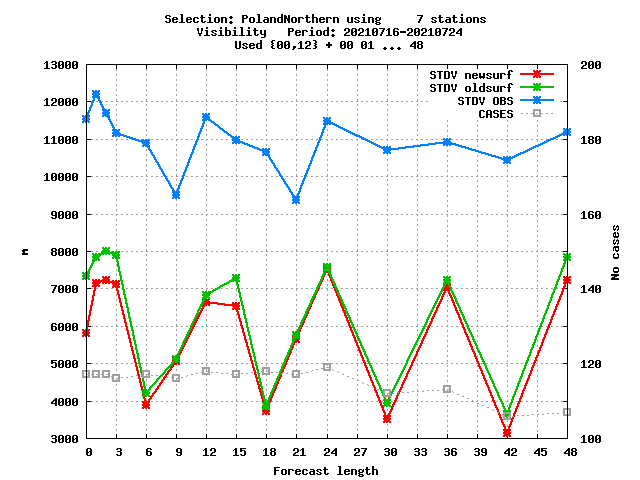 Selection: PolandNorthern using     7 stations
Visibility   Period: 20210716-20210724
Used {00,12} + 00 01 ... 48
STDV newsurf
STDV oldsurf
STDV OBS
CASES
13000
12000
11000
10000
9000
8000
7000
6000
5000
4000
3000
m
200
180
160
140
120
100
No cases
0 3 6 9 12 15 18 21 24 27 30 33 36 39 42 45 48
Forecast length